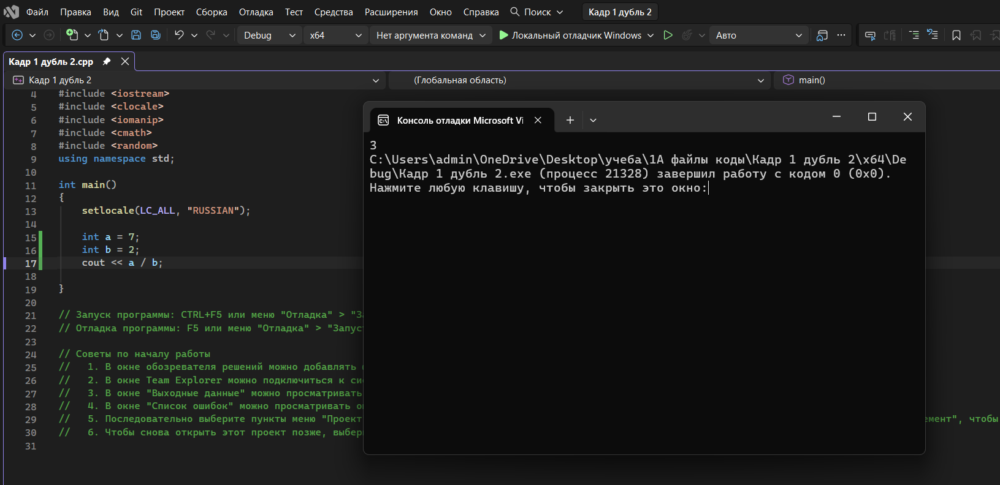 Файл Правка Вид Git Проект Сборка Отладка Тест Средства Расширения Окно Справка Поиск Кадр 1 дубль 2
Debug x64 Нет аргумента команд Локальный отладчик Windows Авто
Кадр 1 дубль 2.cpp
Кадр 1 дубль 2 (Глобальная область) main()
4 #include <iostream>
5 #include <clocale>
6 #include <iomanip>
7 #include <cmath>
8 #include <random>
9 using namespace std;
10
11 int main()
12 {
13 setlocale(LC_ALL, "RUSSIAN");
14
15 int a = 7;
16 int b = 2;
17 cout << a / b;
18
19 }
20
21 // Запуск программы: CTRL+F5 или меню "Отладка" >
22 // Отладка программы: F5 или меню "Отладка" >
23
24 // Советы по началу работы
25 // 1. В окне обозревателя решений можно добавлять
26 // 2. В окне Team Explorer можно подключиться к
27 // 3. В окне "Выходные данные" можно просматривать
28 // 4. В окне "Список ошибок" можно просматривать
29 // 5. Последовательно выберите пункты меню "Проект ", чтобы
30 // 6. Чтобы снова открыть этот проект позже,
31
Консоль отладки Microsoft Vi
3
C:\Users\admin\OneDrive\Desktop\учеба\1А файлы коды\Кадр 1 дубль 2\x64\De
bug\Кадр 1 дубль 2.exe (процесс 21328) завершил работу с кодом 0 (0x0).
Нажмите любую клавишу, чтобы закрыть это окно: